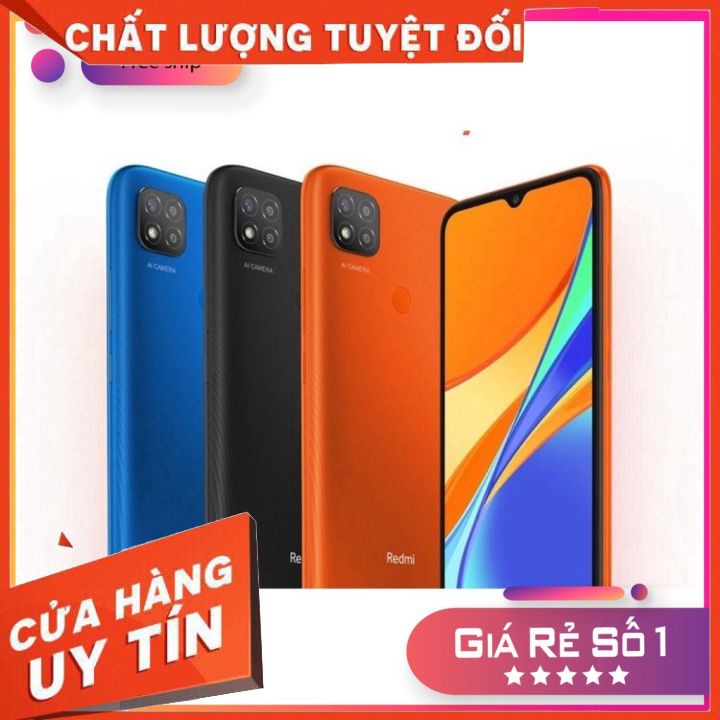 CHẤT LƯỢNG TUYỆT ĐỐI
Free ship
AI CAMERA
AI CAMERA
AI CAMERA
Re
Redmi
CỬA HÀNG
UY TÍN
GIÁ RẺ SỐ 1